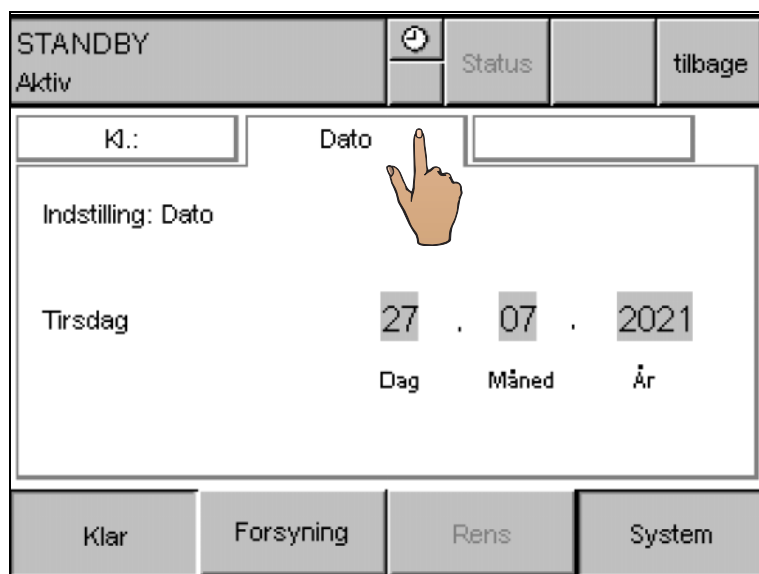 STANDBY
Aktiv
Status
tilbage
Kl.:
Dato
Indstilling: Dato
Tirsdag
27 . 07 . 2021
Dag Måned År
Klar
Forsyning
Rens
System